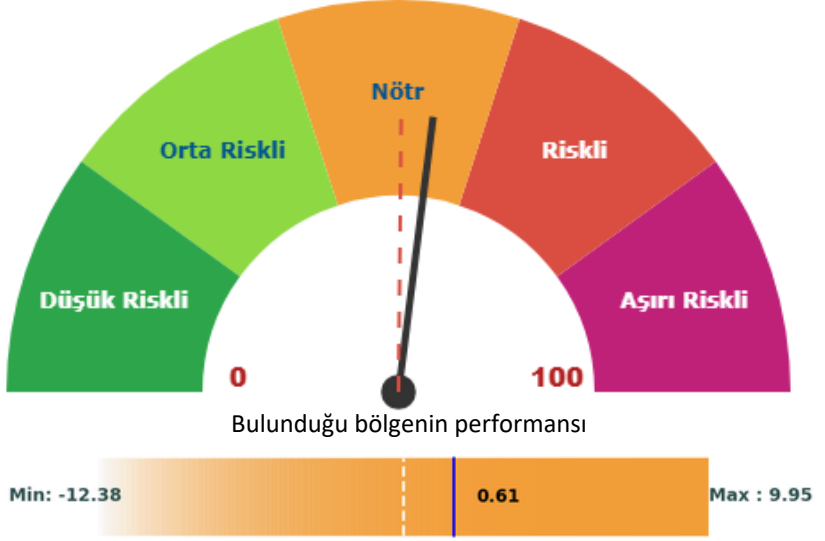 Nötr
Orta Riskli
Riskli
Düşük Riskli
Aşırı Riskli
0
100
Bulunduğu bölgenin performansı
Min: -12.38
0.61
Max : 9.95